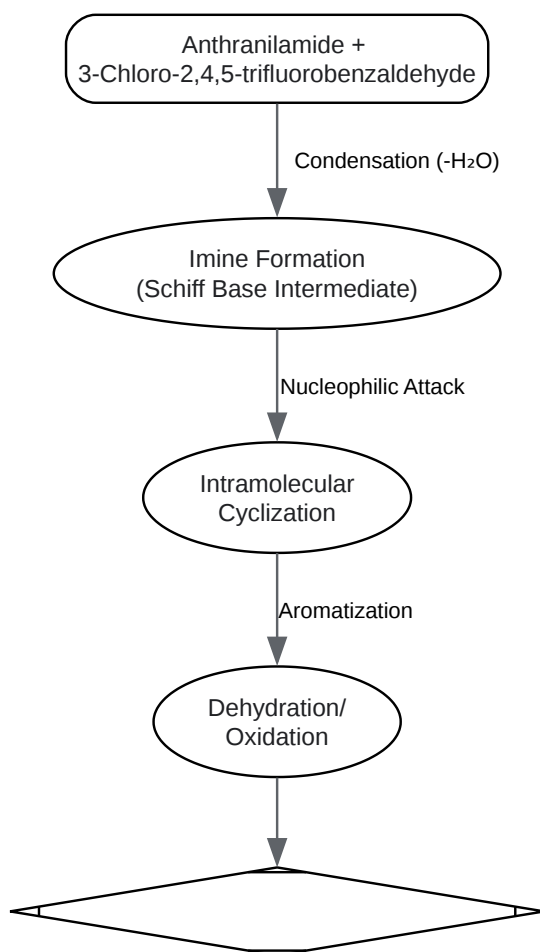 Anthranilamide +
3-Chloro-2,4,5-trifluorobenzaldehyde
Condensation (-H₂O)
Imine Formation
(Schiff Base Intermediate)
Nucleophilic Attack
Intramolecular
Cyclization
Aromatization
Dehydration/
Oxidation